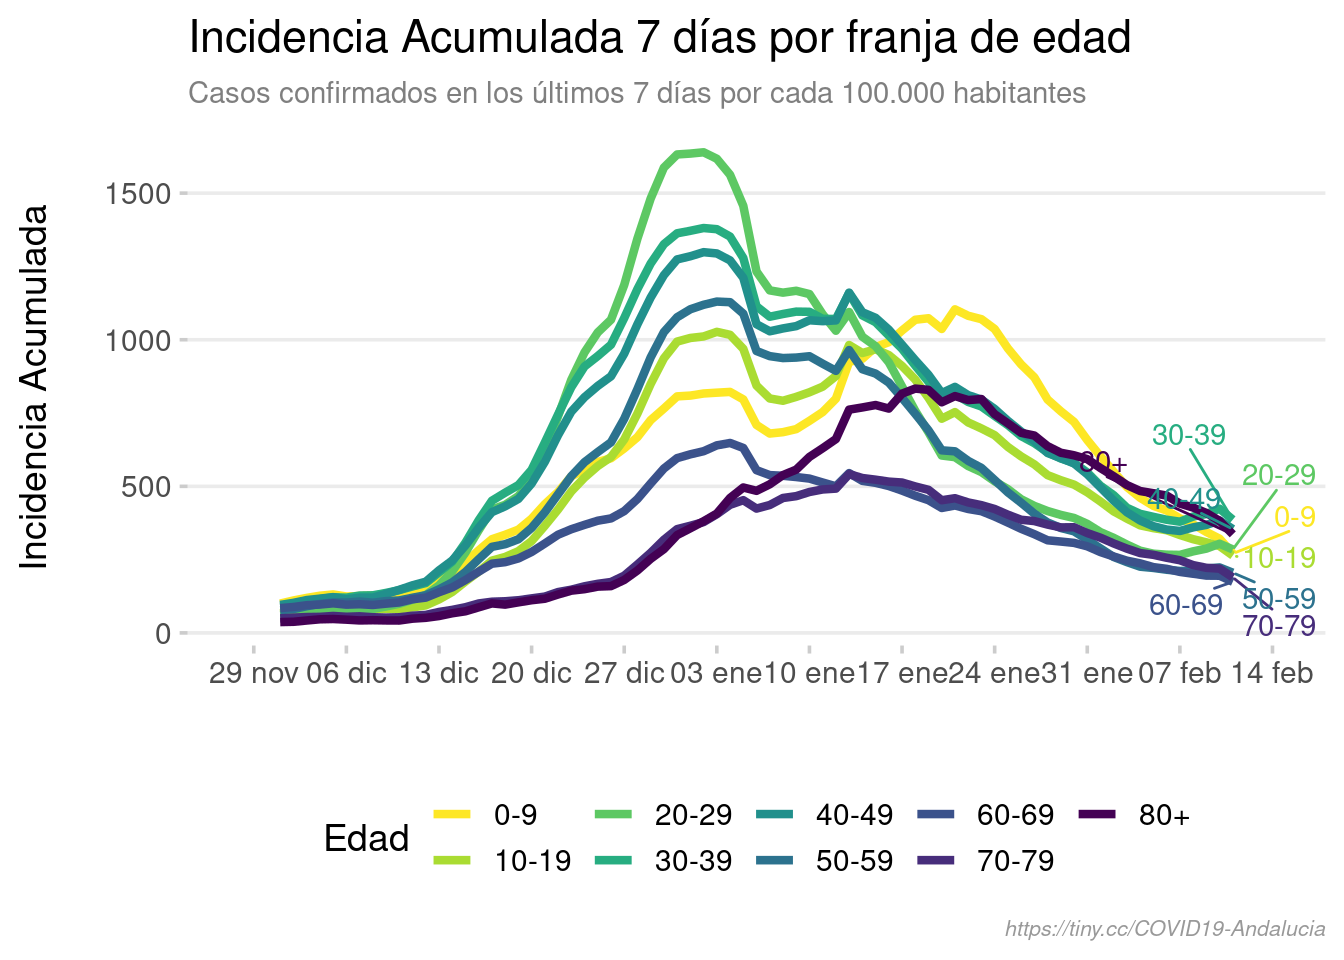 Incidencia Acumulada 7 días por franja de edad
Casos confirmados en los últimos 7 días por cada 100.000 habitantes
Incidencia Acumulada
1500
1000
500
0
30-39
80+
20-29
40-49
0-9
10-19
50-59
60-69
70-79
29 nov 06 dic 13 dic 20 dic 27 dic 03 ene 10 ene 17 ene 24 ene 31 ene 07 feb 14 feb
Edad
0-9 20-29 40-49 60-69 80+
10-19 30-39 50-59 70-79
https://tiny.cc/COVID19-Andalucia